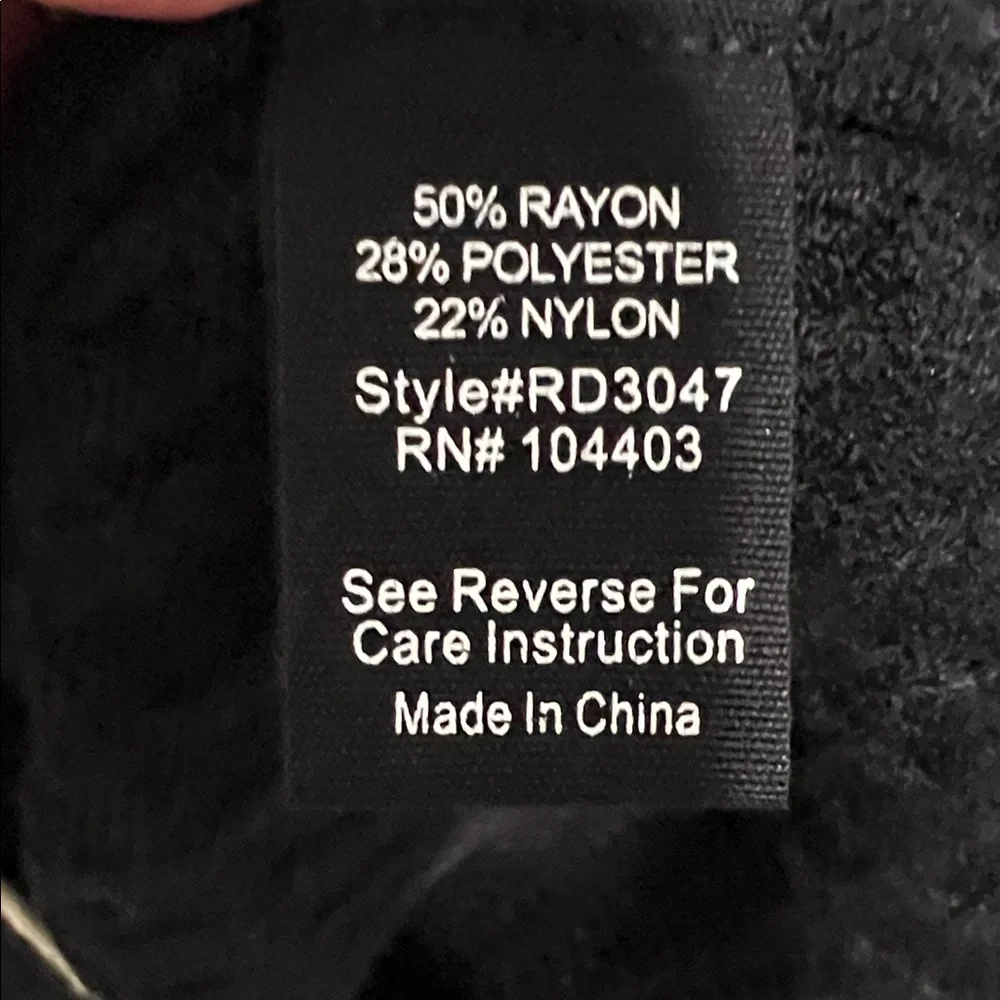 50% RAYON
28% POLYESTER
22% NYLON
Style#RD3047
RN# 104403
See Reverse For
Care Instruction
Made In China